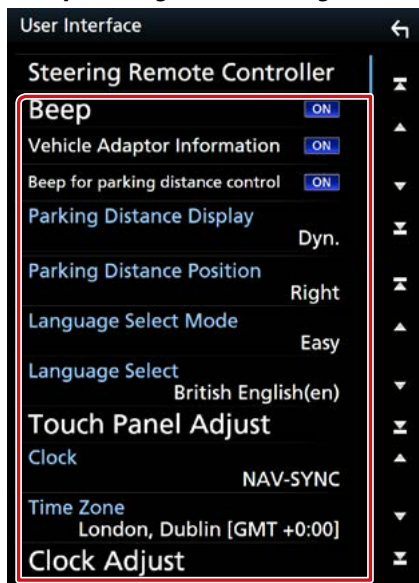 User Interface
Steering Remote Controller
Beep ON
Vehicle Adaptor Information ON
Beep for parking distance control ON
Parking Distance Display
Dyn.
Parking Distance Position
Right
Language Select Mode
Easy
Language Select
British English(en)
Touch Panel Adjust
Clock
NAV-SYNC
Time Zone
London, Dublin [GMT +0:00]
Clock Adjust